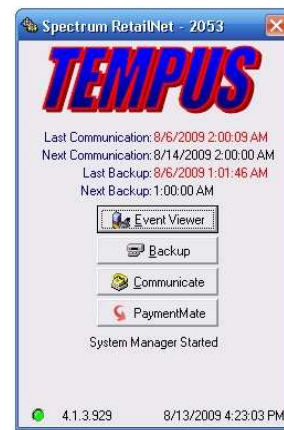 Spectrum RetailNet - 2053
TEMPUS
Last Communication: 8/6/2009 2:00:09 AM
Next Communication: 8/14/2009 2:00:00 AM
Last Backup: 8/6/2009 1:01:46 AM
Next Backup: 1:00:00 AM
Event Viewer
Backup
Communicate
PaymentMate
System Manager Started
4.1.3.929 8/13/2009 4:23:03 PM